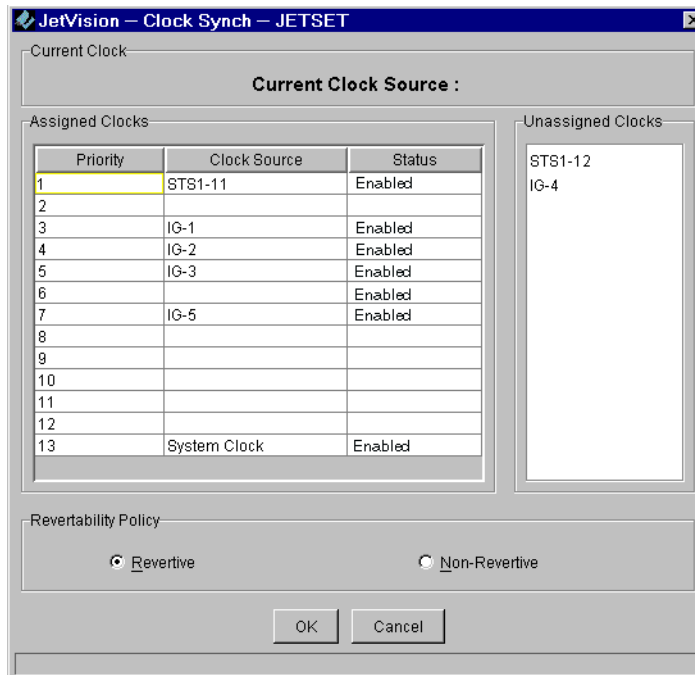 JetVision – Clock Synch – JETSET
Current Clock
Current Clock Source :
Assigned Clocks
Unassigned Clocks
Priority Clock Source Status
1 STS1-11 Enabled
2
3 IG-1 Enabled
4 IG-2 Enabled
5 IG-3 Enabled
6 Enabled
7 IG-5 Enabled
8
9
10
11
12
13 System Clock Enabled
STS1-12
IG-4
Revertability Policy
Revertive Non-Revertive
OK Cancel